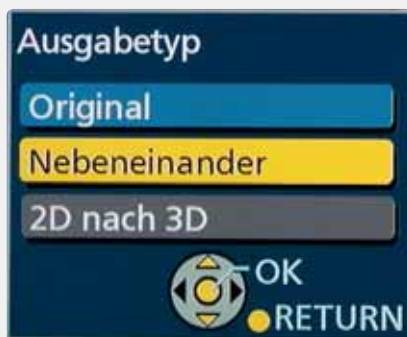 Ausgabetyp
Original
Nebeneinander
2D nach 3D
OK
RETURN